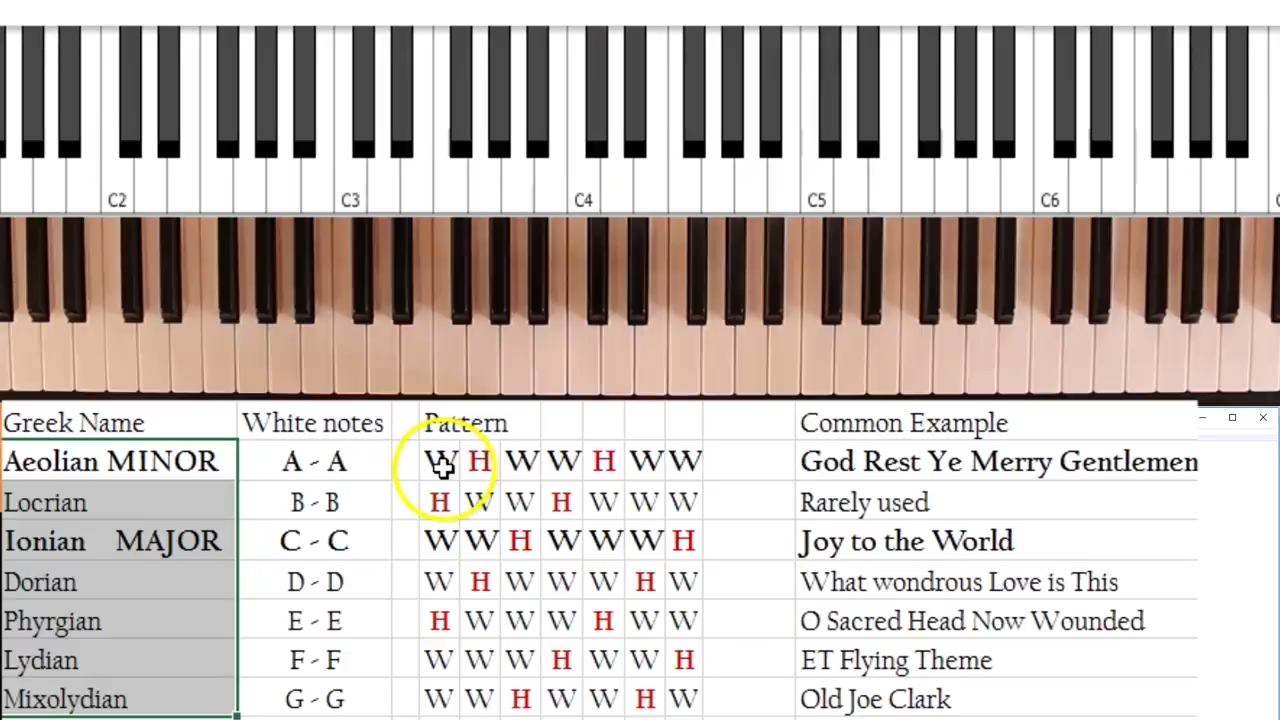 C2 C3 C4 C5 C6
Greek Name White notes Pattern Common Example
Aeolian MINOR A - A W H W W H W W God Rest Ye Merry Gentlemen
Locrian B - B H W W H W W W Rarely used
Ionian MAJOR C - C W W H W W W H Joy to the World
Dorian D - D W H W W W H W What wondrous Love is This
Phyrgian E - E H W W W H W W O Sacred Head Now Wounded
Lydian F - F W W W H W W H ET Flying Theme
Mixolydian G - G W W H W W H W Old Joe Clark